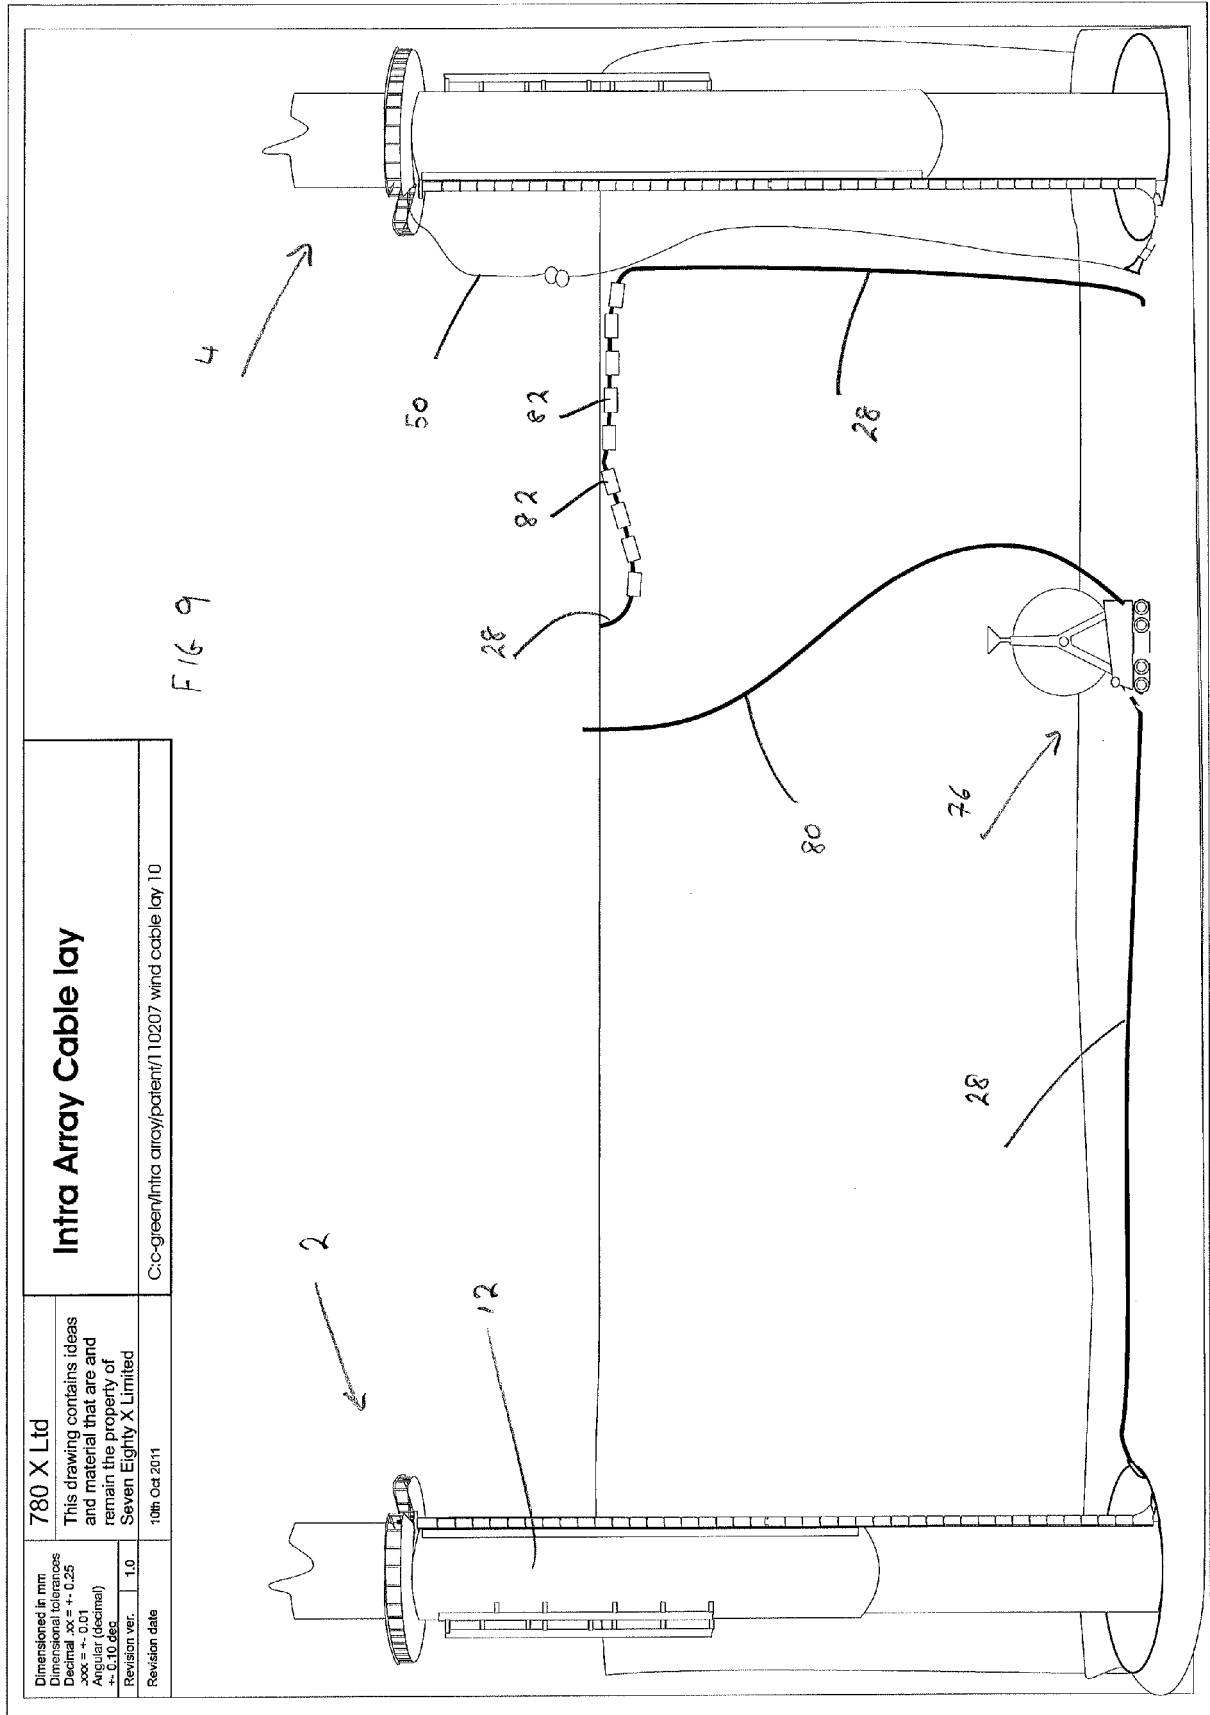 Dimensioned in mm
Dimensional tolerances
Decimal .xx = +- 0.25
.xxx = +- 0.01
Angular (decimal)
+- 0.10 deg
Revision ver. 1.0
Revision date
780 X Ltd
This drawing contains ideas
and material that are and
remain the property of
Seven Eighty X Limited
10th Oct 2011
Intra Array Cable lay
C:c-green/Intra array/patent/110207 wind cable lay 10
FIG 9
2
4
12
50
82
82
28
28
80
76
28